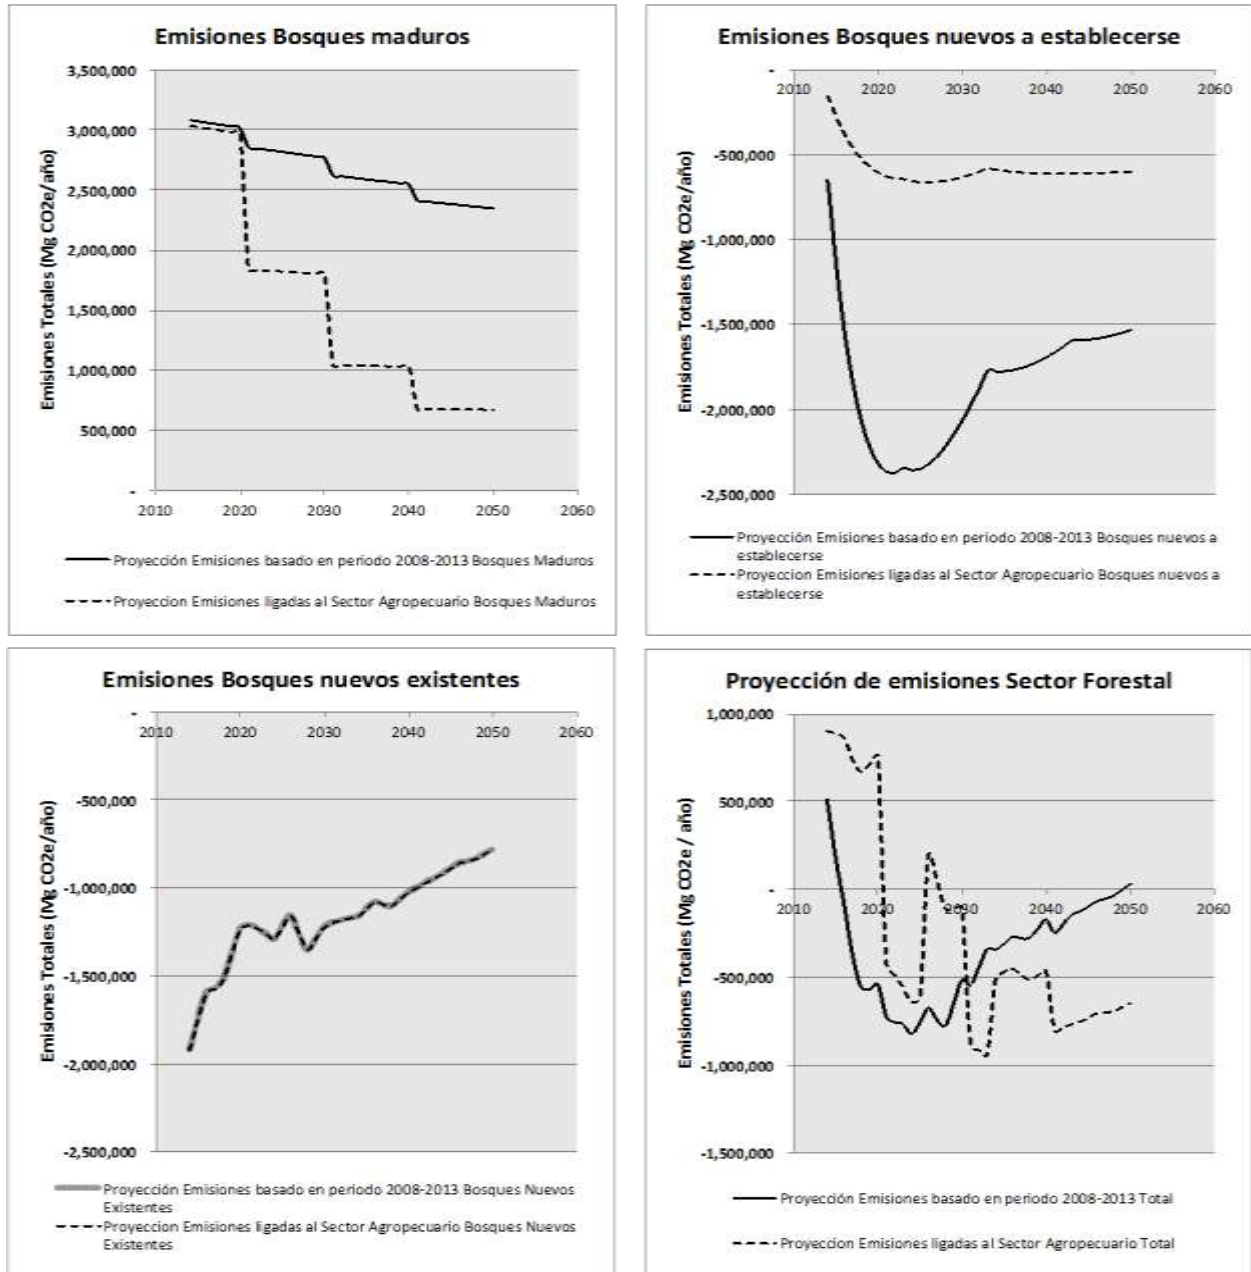 Emisiones Bosques maduros
Emisiones Totales (Mg CO2e/año)
3,500,000
3,000,000
2,500,000
2,000,000
1,500,000
1,000,000
500,000
-
2010 2020 2030 2040 2050 2060
Proyección Emisiones basado en periodo 2008-2013 Bosques Maduros
Proyeccion Emisiones ligadas al Sector Agropecuario Bosques Maduros
Emisiones Bosques nuevos a establecerse
Emisiones Totales (Mg CO2e/año)
-
2010 2020 2030 2040 2050 2060
-500,000
-1,000,000
-1,500,000
-2,000,000
-2,500,000
Proyección Emisiones basado en periodo 2008-2013 Bosques nuevos a
establecerse
Proyeccion Emisiones ligadas al Sector Agropecuario Bosques nuevos a
establecerse
Emisiones Bosques nuevos existentes
Emisiones Totales (Mg CO2e/año)
-
2010 2020 2030 2040 2050 2060
-500,000
-1,000,000
-1,500,000
-2,000,000
-2,500,000
Proyección Emisiones basado en periodo 2008-2013 Bosques Nuevos
Existentes
Proyeccion Emisiones ligadas al Sector Agropecuario Bosques Nuevos
Existentes
Proyección de emisiones Sector Forestal
Emisiones Totales (Mg CO2e / año)
1,000,000
500,000
-
2010 2020 2030 2040 2050 2060
-500,000
-1,000,000
-1,500,000
Proyección Emisiones basado en periodo 2008-2013 Total
Proyeccion Emisiones ligadas al Sector Agropecuario Total